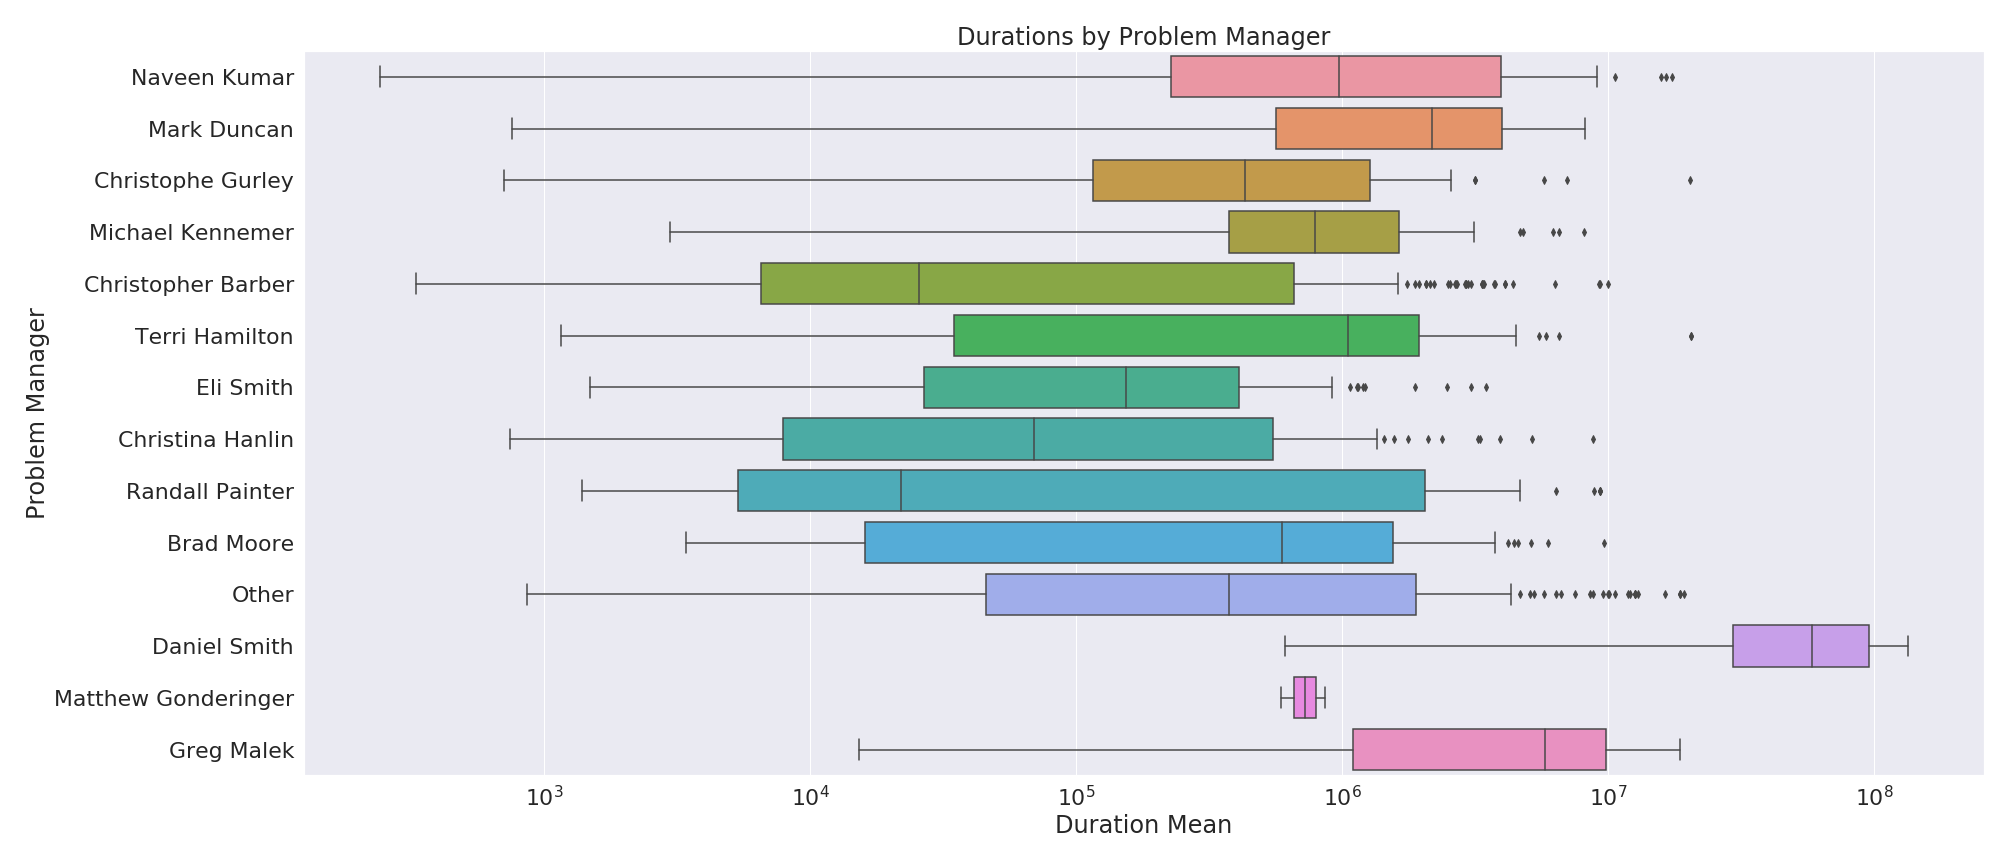 Durations by Problem Manager
Naveen Kumar
Mark Duncan
Christophe Gurley
Michael Kennemer
Christopher Barber
Terri Hamilton
Eli Smith
Christina Hanlin
Randall Painter
Brad Moore
Other
Daniel Smith
Matthew Gonderinger
Greg Malek
Problem Manager
10³ 10⁴ 10⁵ 10⁶ 10⁷ 10⁸
Duration Mean